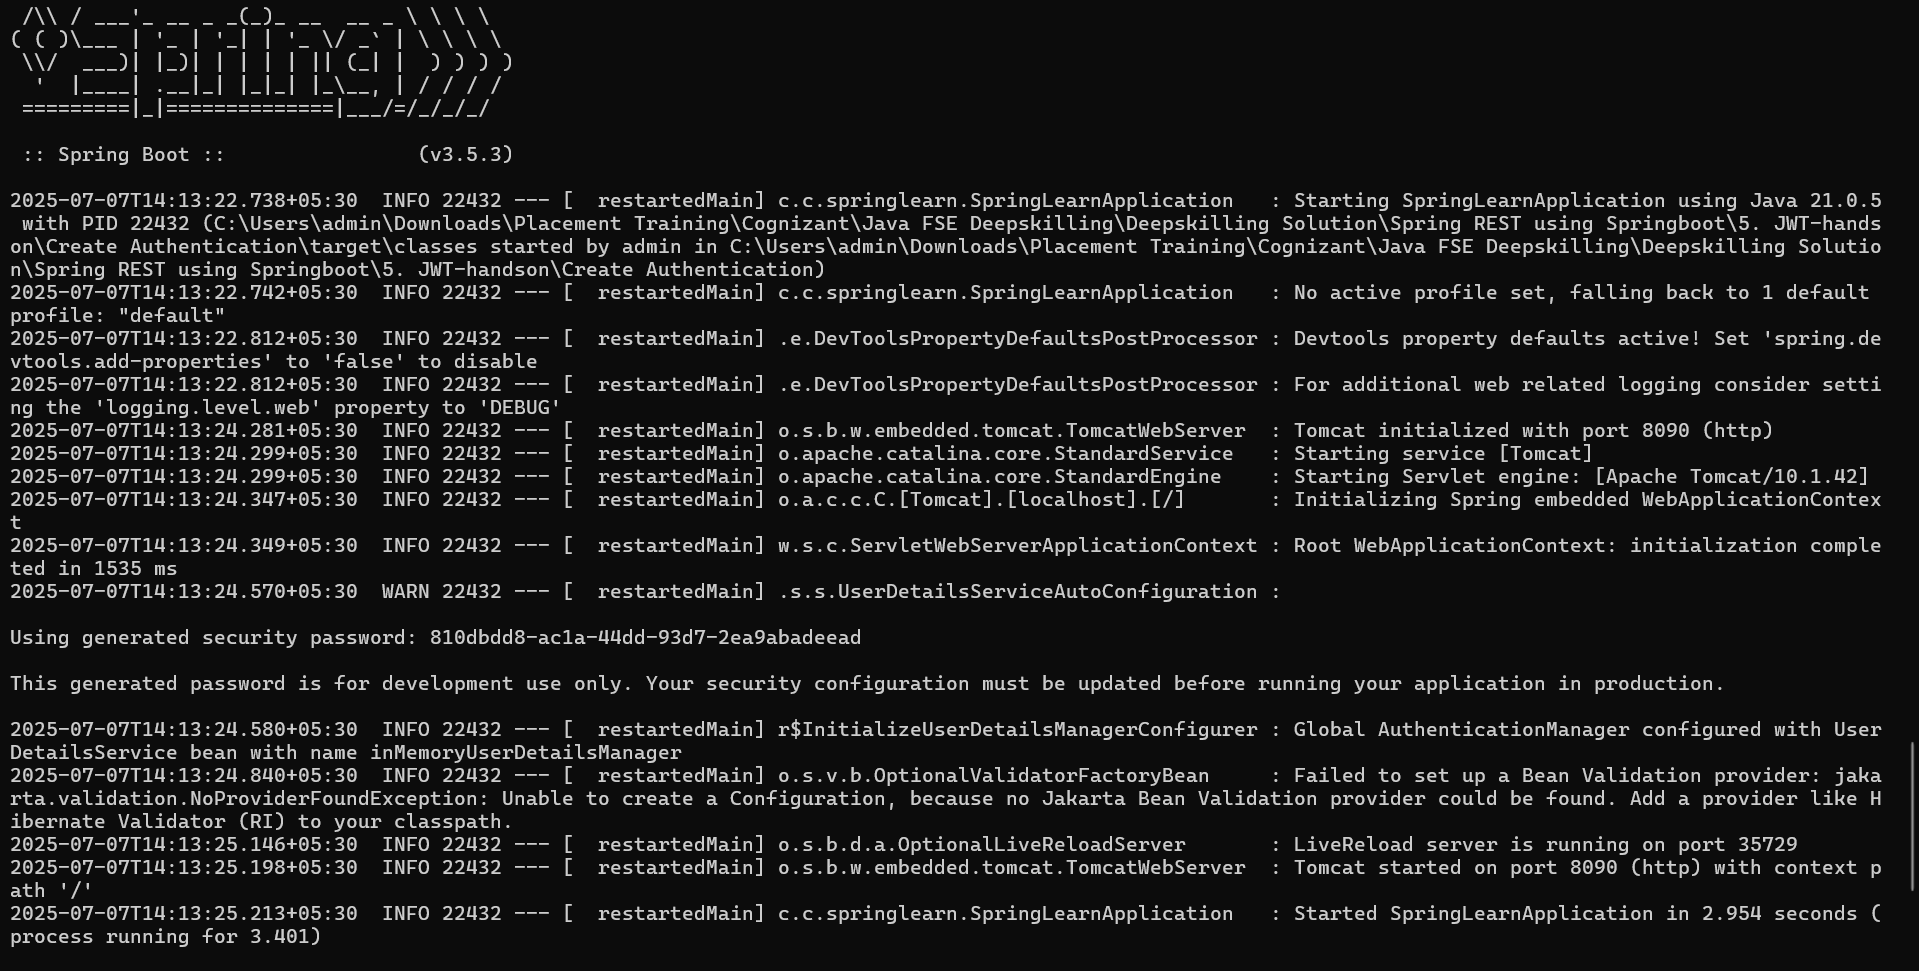 /\\ / ___'_ __ _ _(_)_ __  __ _ \ \ \ \
( ( )\___ | '_ | '_| | '_ \/ _` | \ \ \ \
 \\/  ___)| |_)| | | | | || (_| |  ) ) ) )
  '  |____| .__|_| |_|_| |_\__, | / / / /
 =========|_|==============|___/=/_/_/_/

 :: Spring Boot ::                (v3.5.3)

2025-07-07T14:13:22.738+05:30  INFO 22432 --- [  restartedMain] c.c.springlearn.SpringLearnApplication   : Starting SpringLearnApplication using Java 21.0.5
 with PID 22432 (C:\Users\admin\Downloads\Placement Training\Cognizant\Java FSE Deepskilling\Deepskilling Solution\Spring REST using Springboot\5. JWT-hands
on\Create Authentication\target\classes started by admin in C:\Users\admin\Downloads\Placement Training\Cognizant\Java FSE Deepskilling\Deepskilling Solutio
n\Spring REST using Springboot\5. JWT-handson\Create Authentication)
2025-07-07T14:13:22.742+05:30  INFO 22432 --- [  restartedMain] c.c.springlearn.SpringLearnApplication   : No active profile set, falling back to 1 default
profile: "default"
2025-07-07T14:13:22.812+05:30  INFO 22432 --- [  restartedMain] .e.DevToolsPropertyDefaultsPostProcessor : Devtools property defaults active! Set 'spring.de
vtools.add-properties' to 'false' to disable
2025-07-07T14:13:22.812+05:30  INFO 22432 --- [  restartedMain] .e.DevToolsPropertyDefaultsPostProcessor : For additional web related logging consider setti
ng the 'logging.level.web' property to 'DEBUG'
2025-07-07T14:13:24.281+05:30  INFO 22432 --- [  restartedMain] o.s.b.w.embedded.tomcat.TomcatWebServer  : Tomcat initialized with port 8090 (http)
2025-07-07T14:13:24.299+05:30  INFO 22432 --- [  restartedMain] o.apache.catalina.core.StandardService   : Starting service [Tomcat]
2025-07-07T14:13:24.299+05:30  INFO 22432 --- [  restartedMain] o.apache.catalina.core.StandardEngine    : Starting Servlet engine: [Apache Tomcat/10.1.42]
2025-07-07T14:13:24.347+05:30  INFO 22432 --- [  restartedMain] o.a.c.c.C.[Tomcat].[localhost].[/]       : Initializing Spring embedded WebApplicationContex
t
2025-07-07T14:13:24.349+05:30  INFO 22432 --- [  restartedMain] w.s.c.ServletWebServerApplicationContext : Root WebApplicationContext: initialization comple
ted in 1535 ms
2025-07-07T14:13:24.570+05:30  WARN 22432 --- [  restartedMain] .s.s.UserDetailsServiceAutoConfiguration :

Using generated security password: 810dbdd8-ac1a-44dd-93d7-2ea9abadeead

This generated password is for development use only. Your security configuration must be updated before running your application in production.

2025-07-07T14:13:24.580+05:30  INFO 22432 --- [  restartedMain] r$InitializeUserDetailsManagerConfigurer : Global AuthenticationManager configured with User
DetailsService bean with name inMemoryUserDetailsManager
2025-07-07T14:13:24.840+05:30  INFO 22432 --- [  restartedMain] o.s.v.b.OptionalValidatorFactoryBean     : Failed to set up a Bean Validation provider: jaka
rta.validation.NoProviderFoundException: Unable to create a Configuration, because no Jakarta Bean Validation provider could be found. Add a provider like H
ibernate Validator (RI) to your classpath.
2025-07-07T14:13:25.146+05:30  INFO 22432 --- [  restartedMain] o.s.b.d.a.OptionalLiveReloadServer       : LiveReload server is running on port 35729
2025-07-07T14:13:25.198+05:30  INFO 22432 --- [  restartedMain] o.s.b.w.embedded.tomcat.TomcatWebServer  : Tomcat started on port 8090 (http) with context p
ath '/'
2025-07-07T14:13:25.213+05:30  INFO 22432 --- [  restartedMain] c.c.springlearn.SpringLearnApplication   : Started SpringLearnApplication in 2.954 seconds (
process running for 3.401)